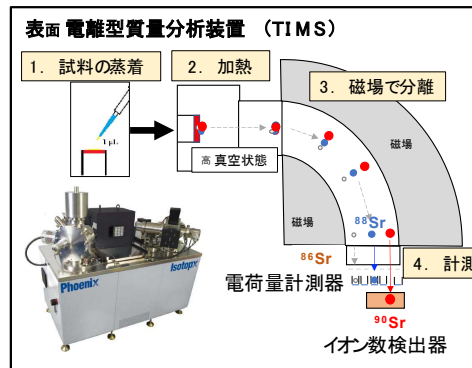 表面 電離型質量分析装置 （TIMS）
1. 試料の蒸着
2. 加熱
3. 磁場で分離
1 μL
高 真空状態
磁場
磁場
88Sr
86Sr
4. 計測
電荷量計測器
90Sr
イオン数検出器
Phoenix
Isotopx